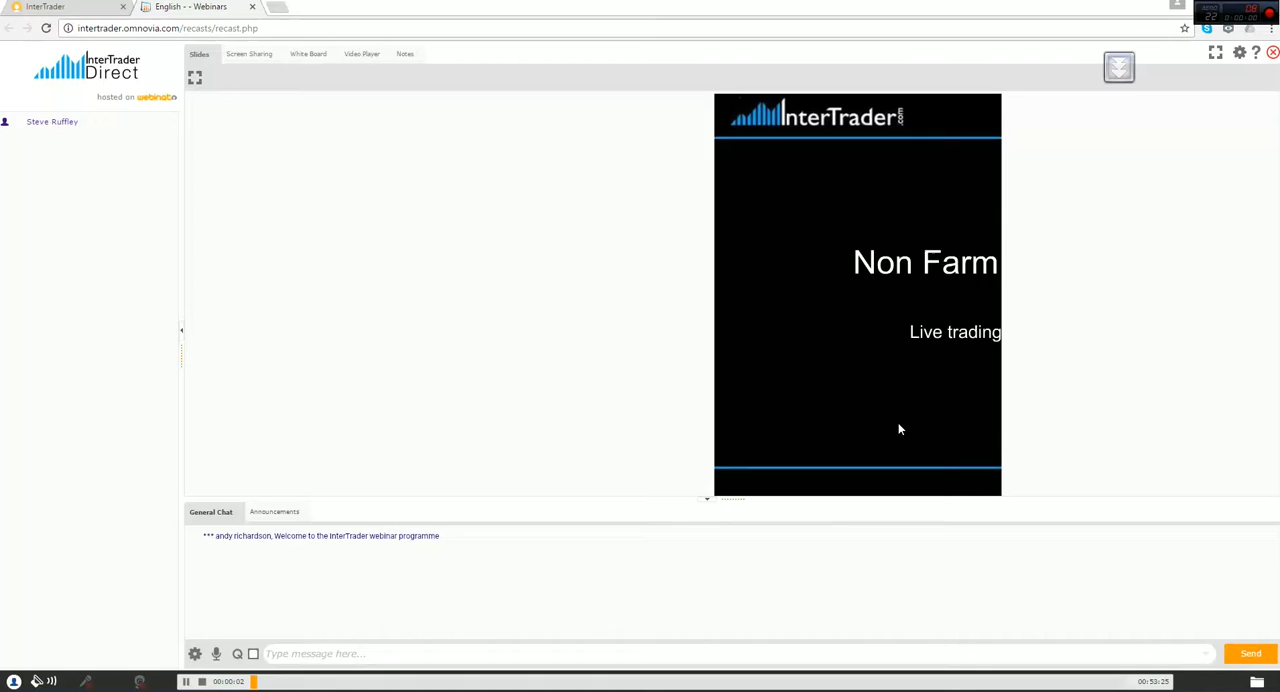 InterTrader
English - - Webinars
intertrader.omnovia.com/recasts/recast.php
InterTrader
Direct
hosted on webinato
Steve Ruffley
Slides
Screen Sharing
White Board
Video Player
Notes
InterTrader.com
Non Farm
Live trading
General Chat
Announcements
*** andy richardson, Welcome to the InterTrader webinar programme
Type message here...
Send
00:00:02
00:53:25